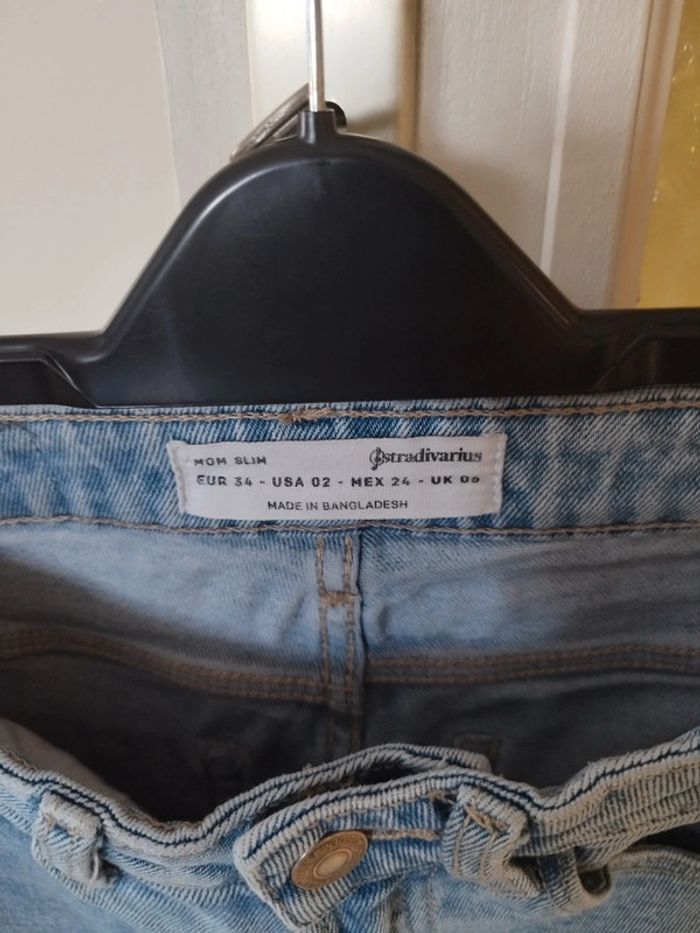 MOM SLIM
stradivarius
EUR 34 - USA 02 - MEX 24 - UK 06
MADE IN BANGLADESH